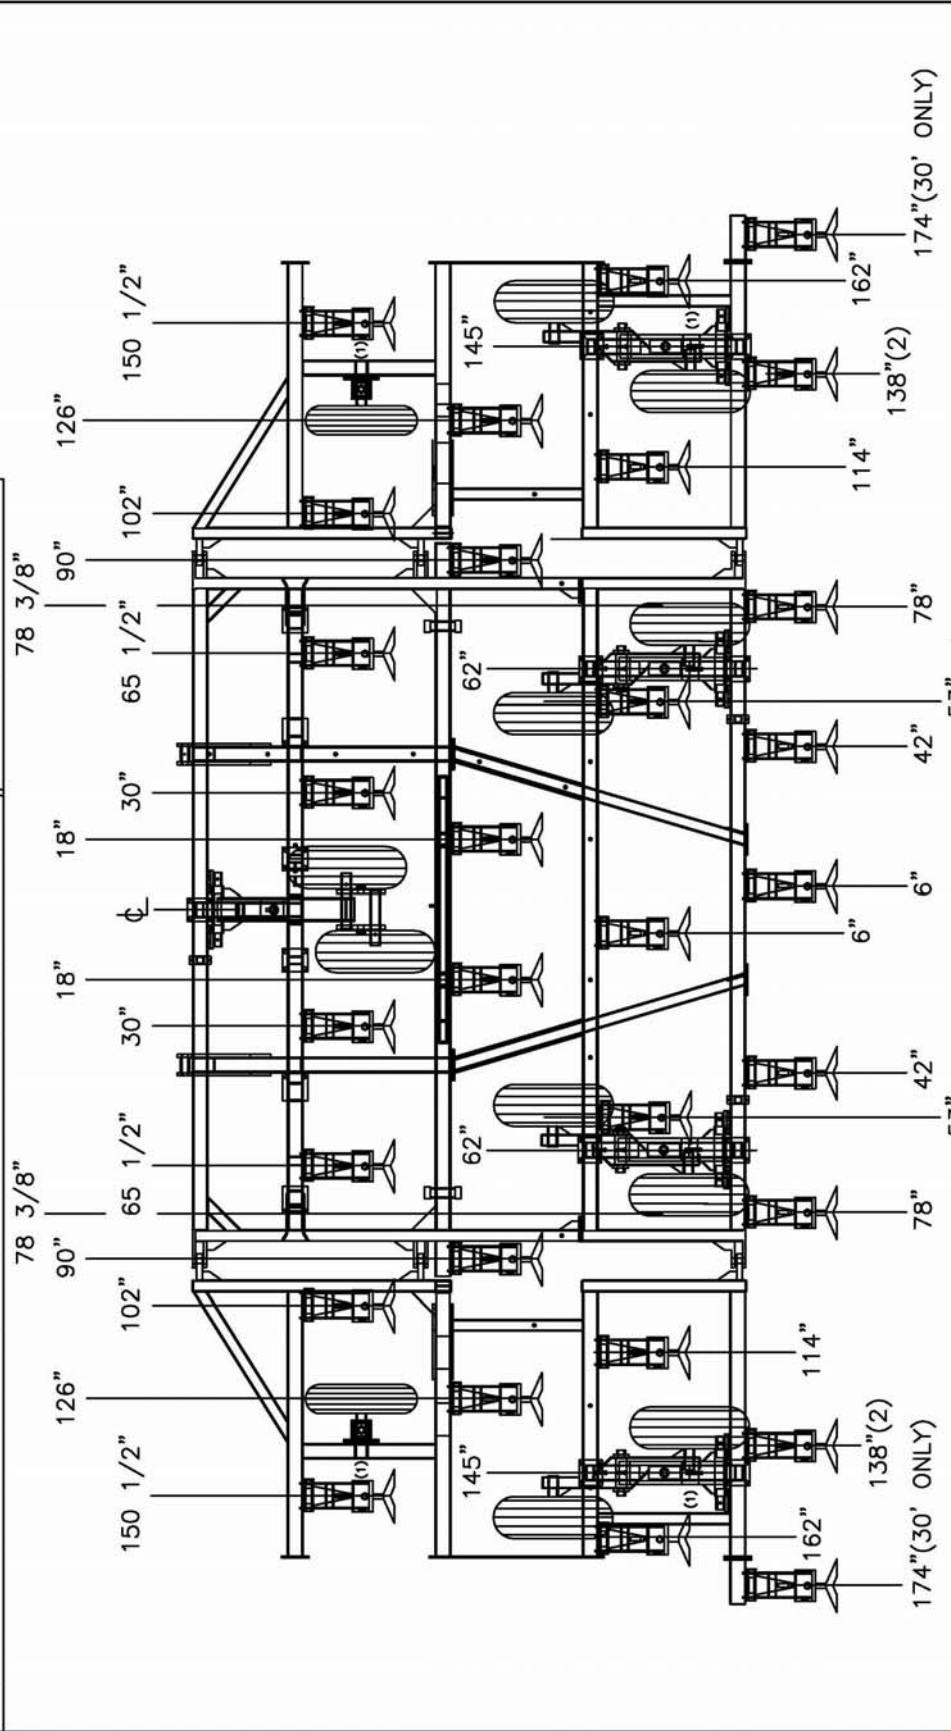 78 3/8" 78 3/8"
126" 90" 18" 18" 90" 126"
150 1/2" 102" 65 1/2" 30" ℄ 30" 65 1/2" 102" 150 1/2"
(1) (1)
145" 62" 62" 145"
(1) (1)
162" 114" 6" 114" 162"
138"(2) 138"(2)
174"(30' ONLY) 78" 42" 6" 42" 78" 174"(30' ONLY)